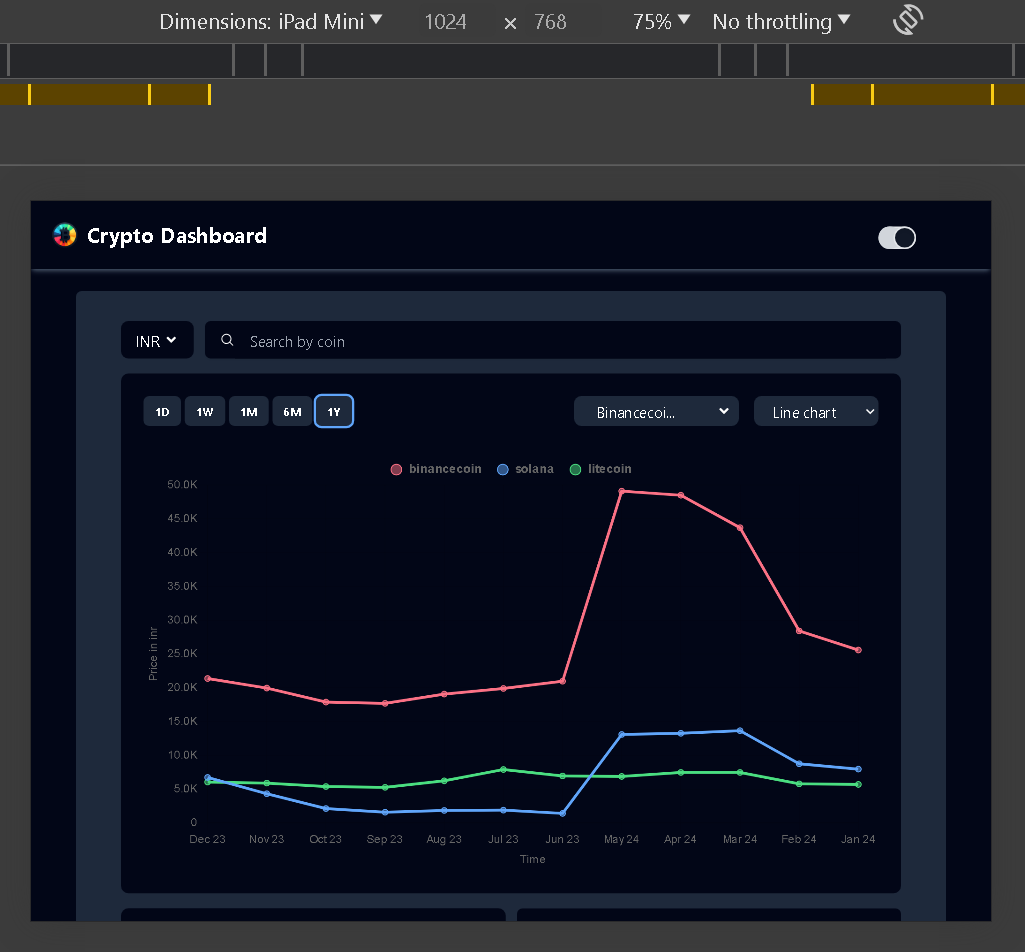 Dimensions: iPad Mini 1024 × 768 75% No throttling
Crypto Dashboard
INR Search by coin
1D 1W 1M 6M 1Y Binancecoi... Line chart
binancecoin solana litecoin
50.0K
45.0K
40.0K
35.0K
30.0K
25.0K
20.0K
15.0K
10.0K
5.0K
0
Price in inr
Dec 23 Nov 23 Oct 23 Sep 23 Aug 23 Jul 23 Jun 23 May 24 Apr 24 Mar 24 Feb 24 Jan 24
Time